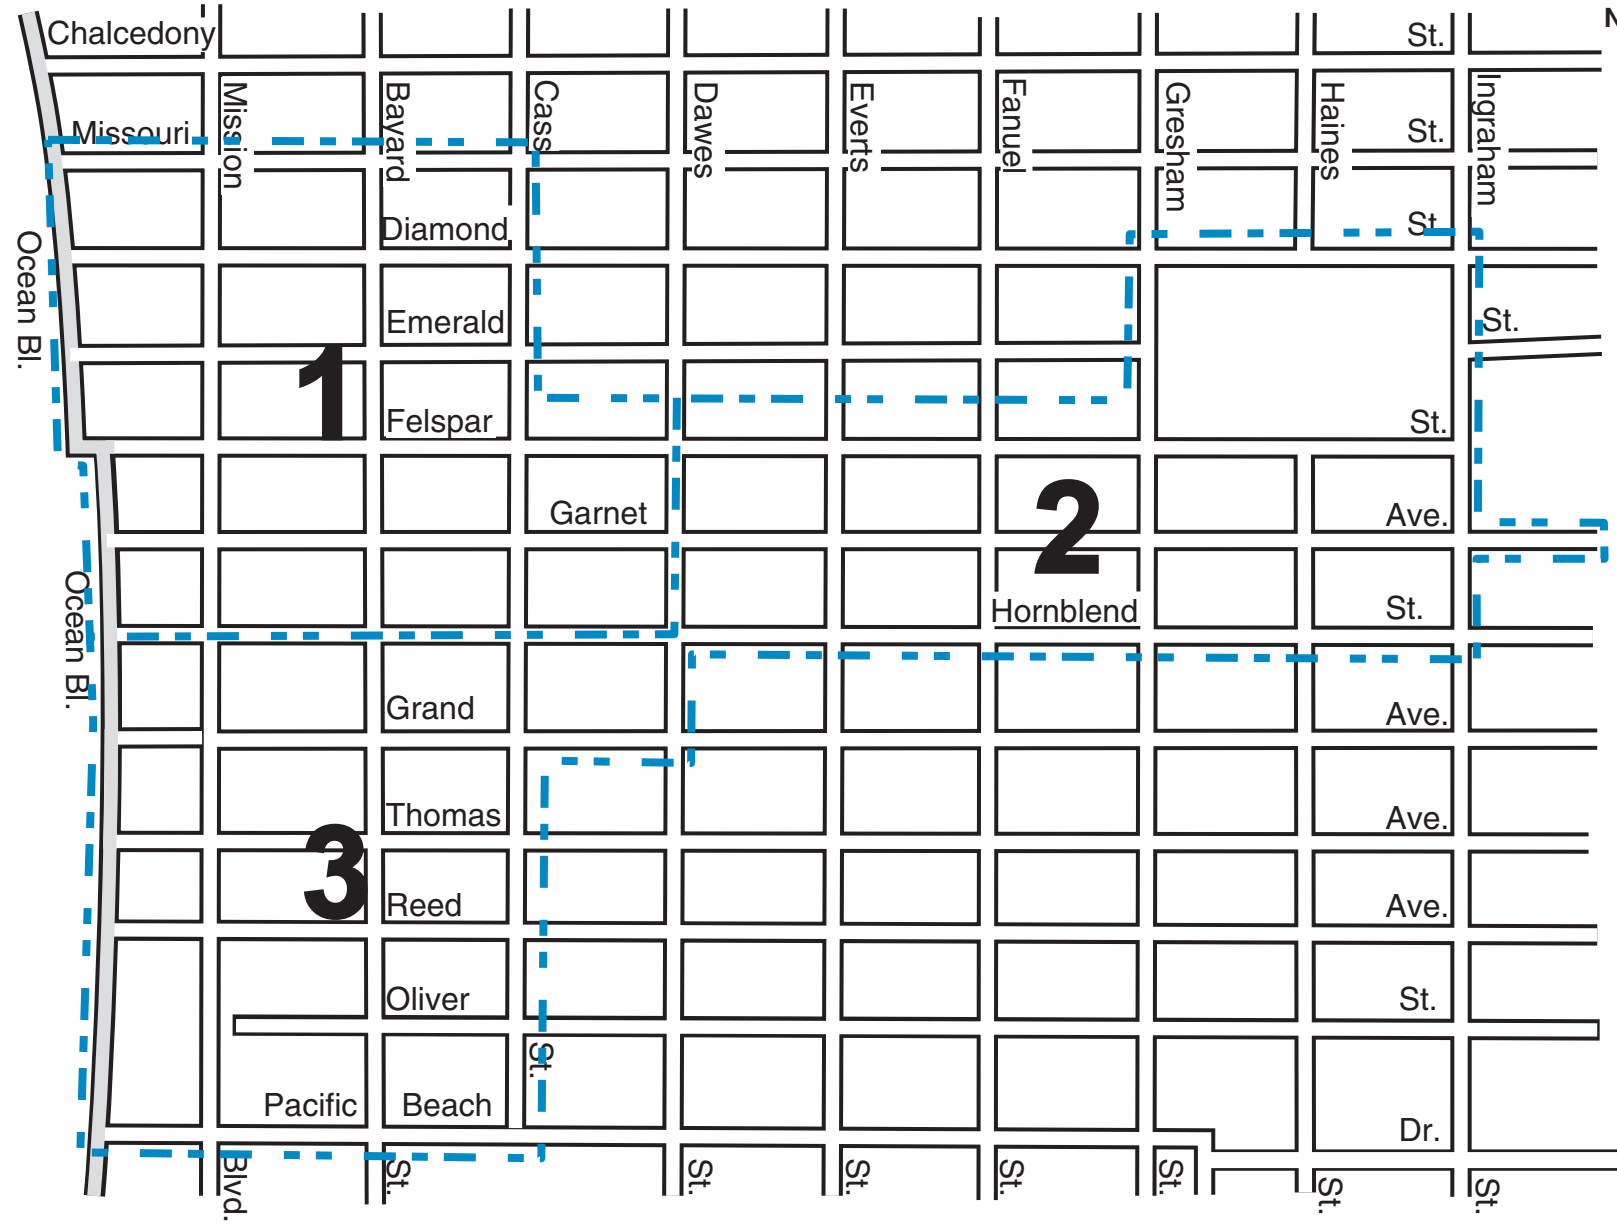 N
Chalcedony St.
Mission
Bayard
Cass
Dawes
Everts
Fanuel
Gresham
Haines
Ingraham
Missouri St.
Diamond St.
Ocean Bl.
Emerald St.
1
Felspar St.
2
Garnet Ave.
Ocean Bl.
Hornblend St.
Grand Ave.
Thomas Ave.
3
Reed Ave.
Oliver St.
St.
Pacific Beach Dr.
Blvd.
St.
St.
St.
St.
St.
St.
St.